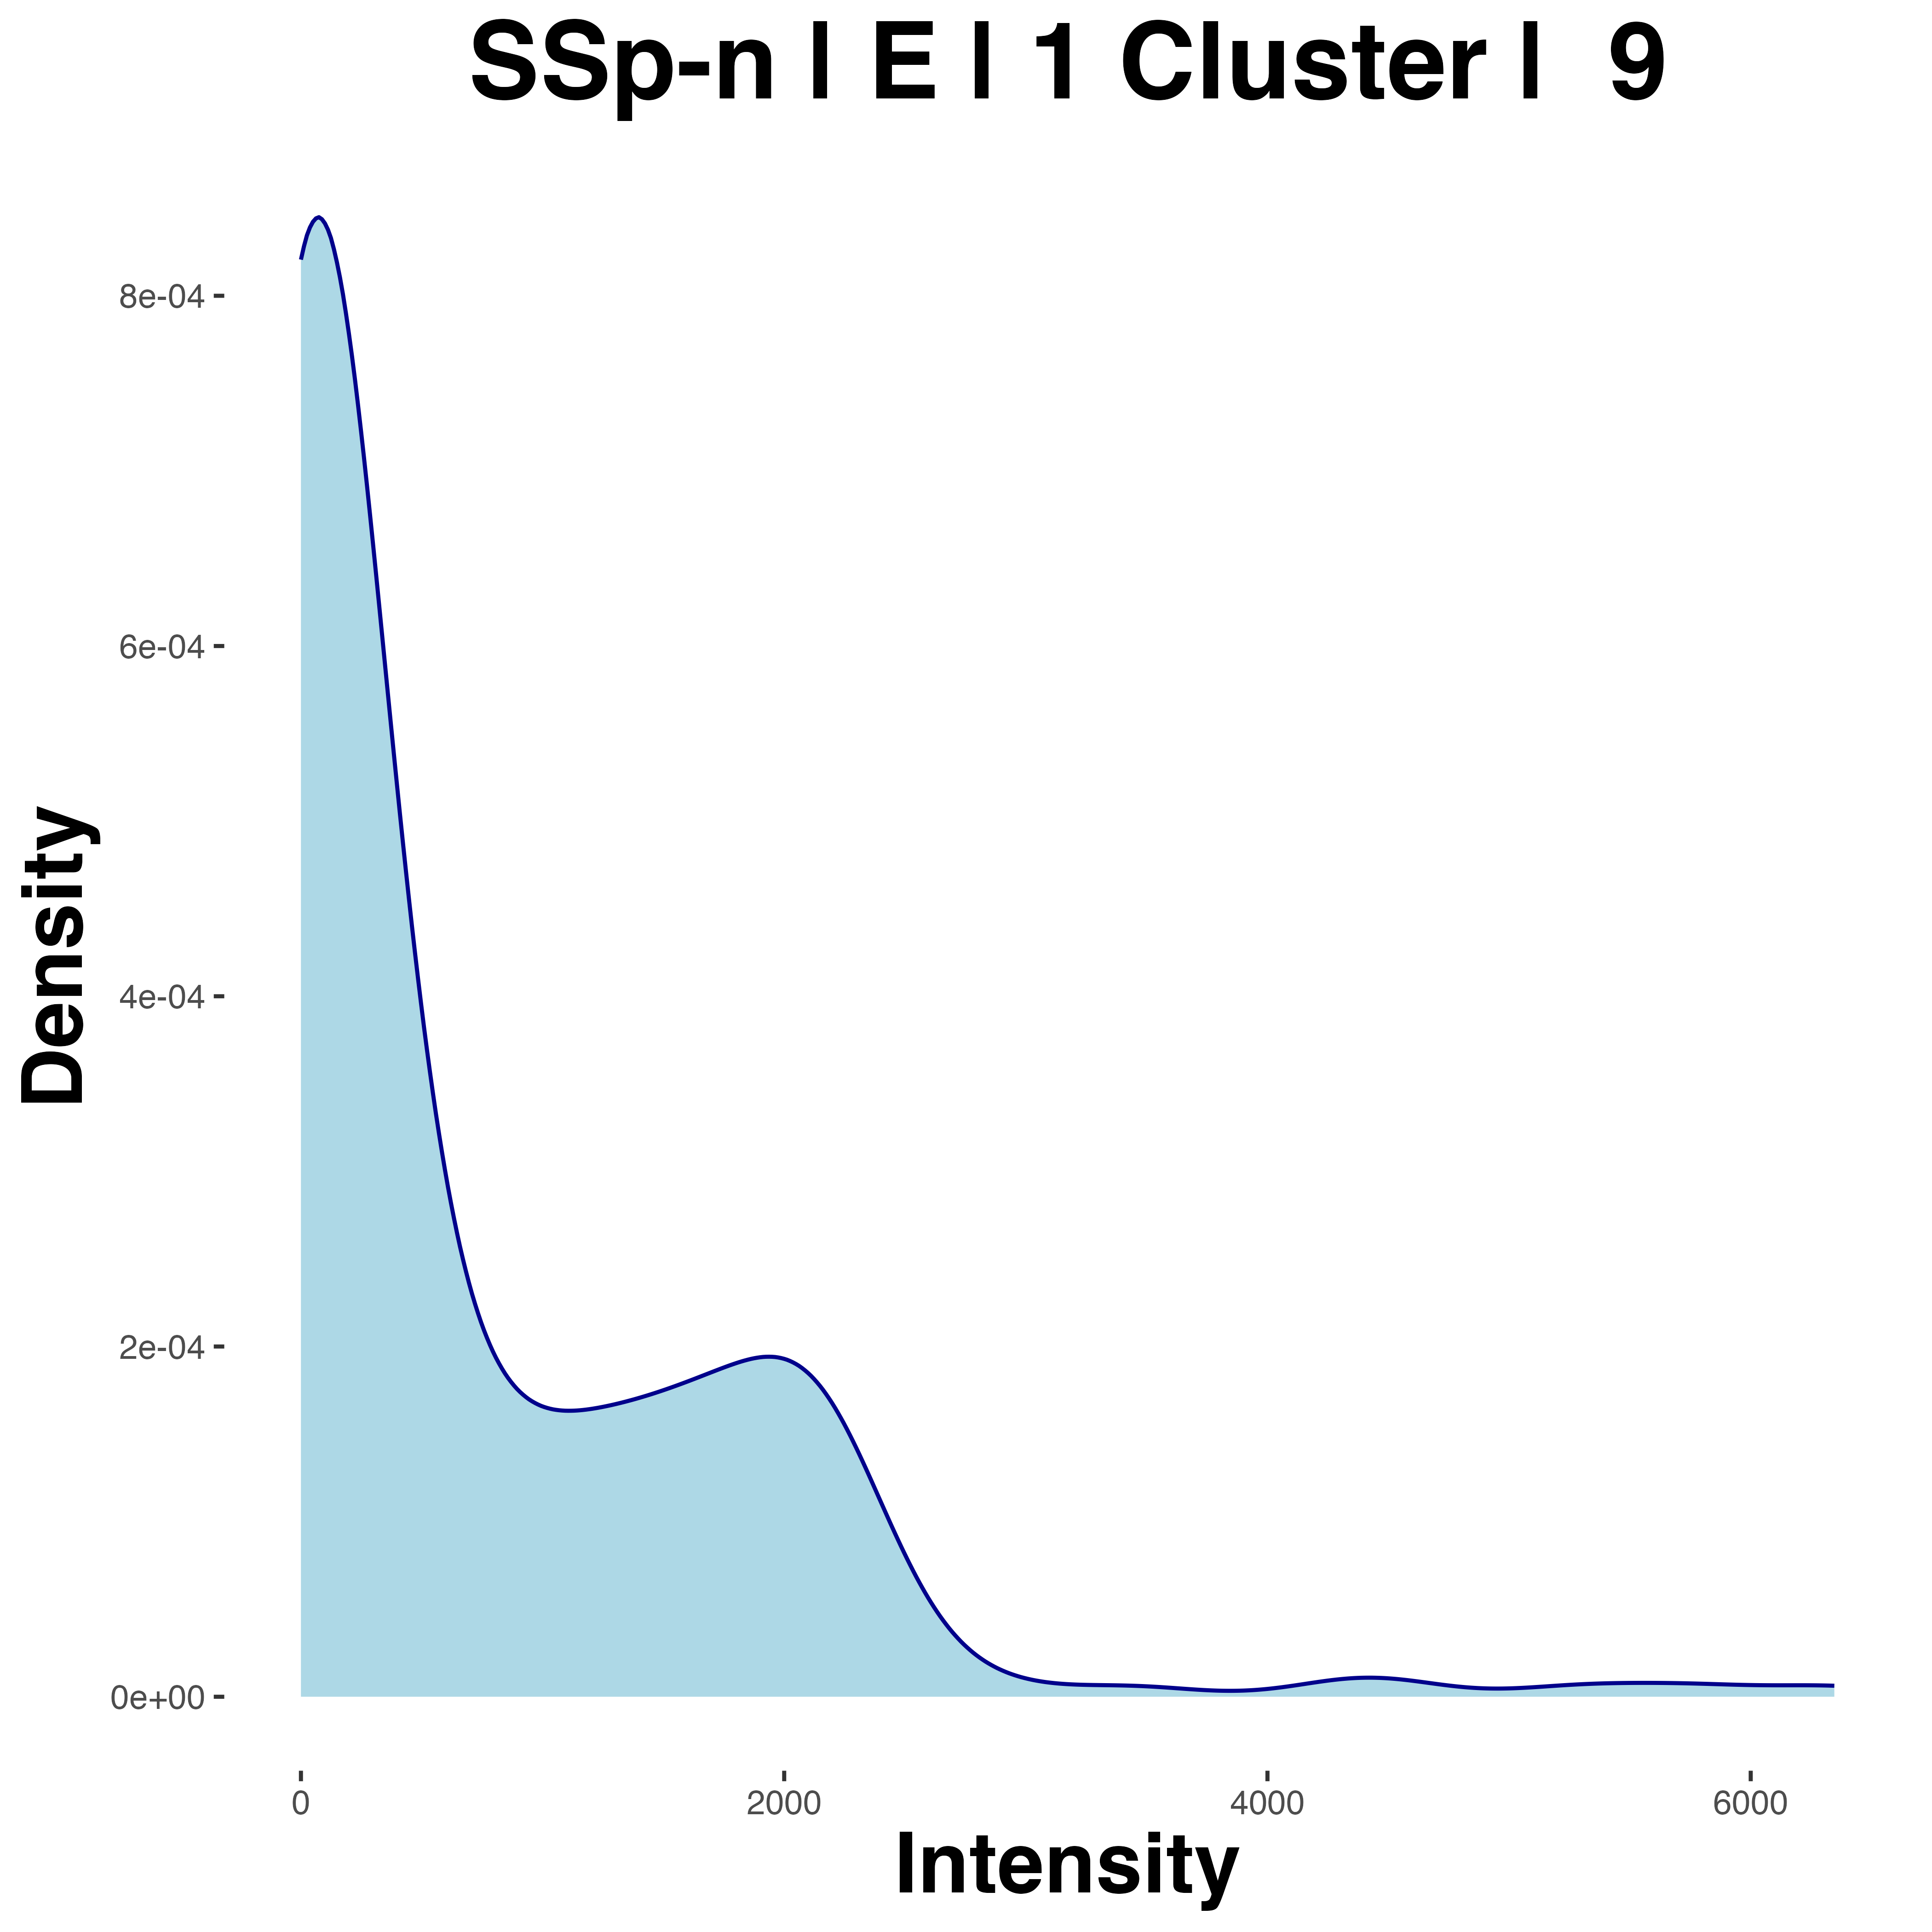 SSp-n | E | 1 Cluster | 9
Density
8e-04
6e-04
4e-04
2e-04
0e+00
0 2000 4000 6000
Intensity